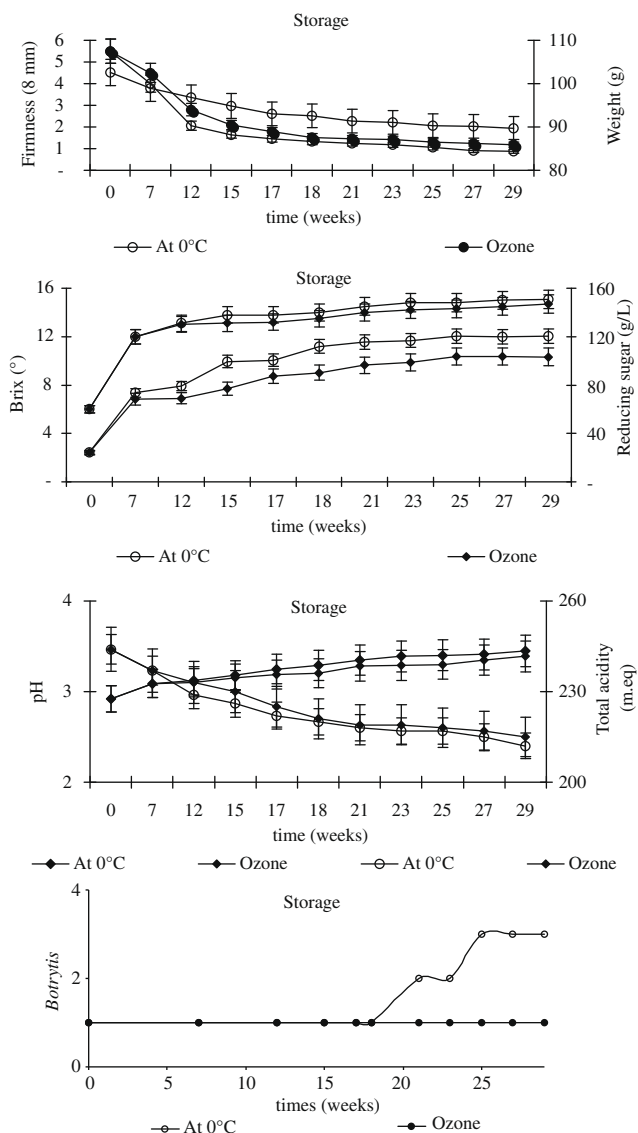 Storage
6
5
4
3
2
1
-
Firmness (8 mm)
110
100
90
80
Weight (g)
0 7 12 15 17 18 21 23 25 27 29
time (weeks)
At 0°C Ozone
Storage
16
12
8
4
-
Brix (°)
160
120
80
40
-
Reducing sugar (g/L)
0 7 12 15 17 19 21 23 25 27 29
time (weeks)
At 0°C Ozone
Storage
4
3
2
pH
260
230
200
Total acidity
(m.eq)
0 7 12 15 17 18 21 23 25 27 29
time (weeks)
At 0°C Ozone At 0°C Ozone
Storage
4
2
0
Botrytis
0 5 10 15 20 25
times (weeks)
At 0°C Ozone